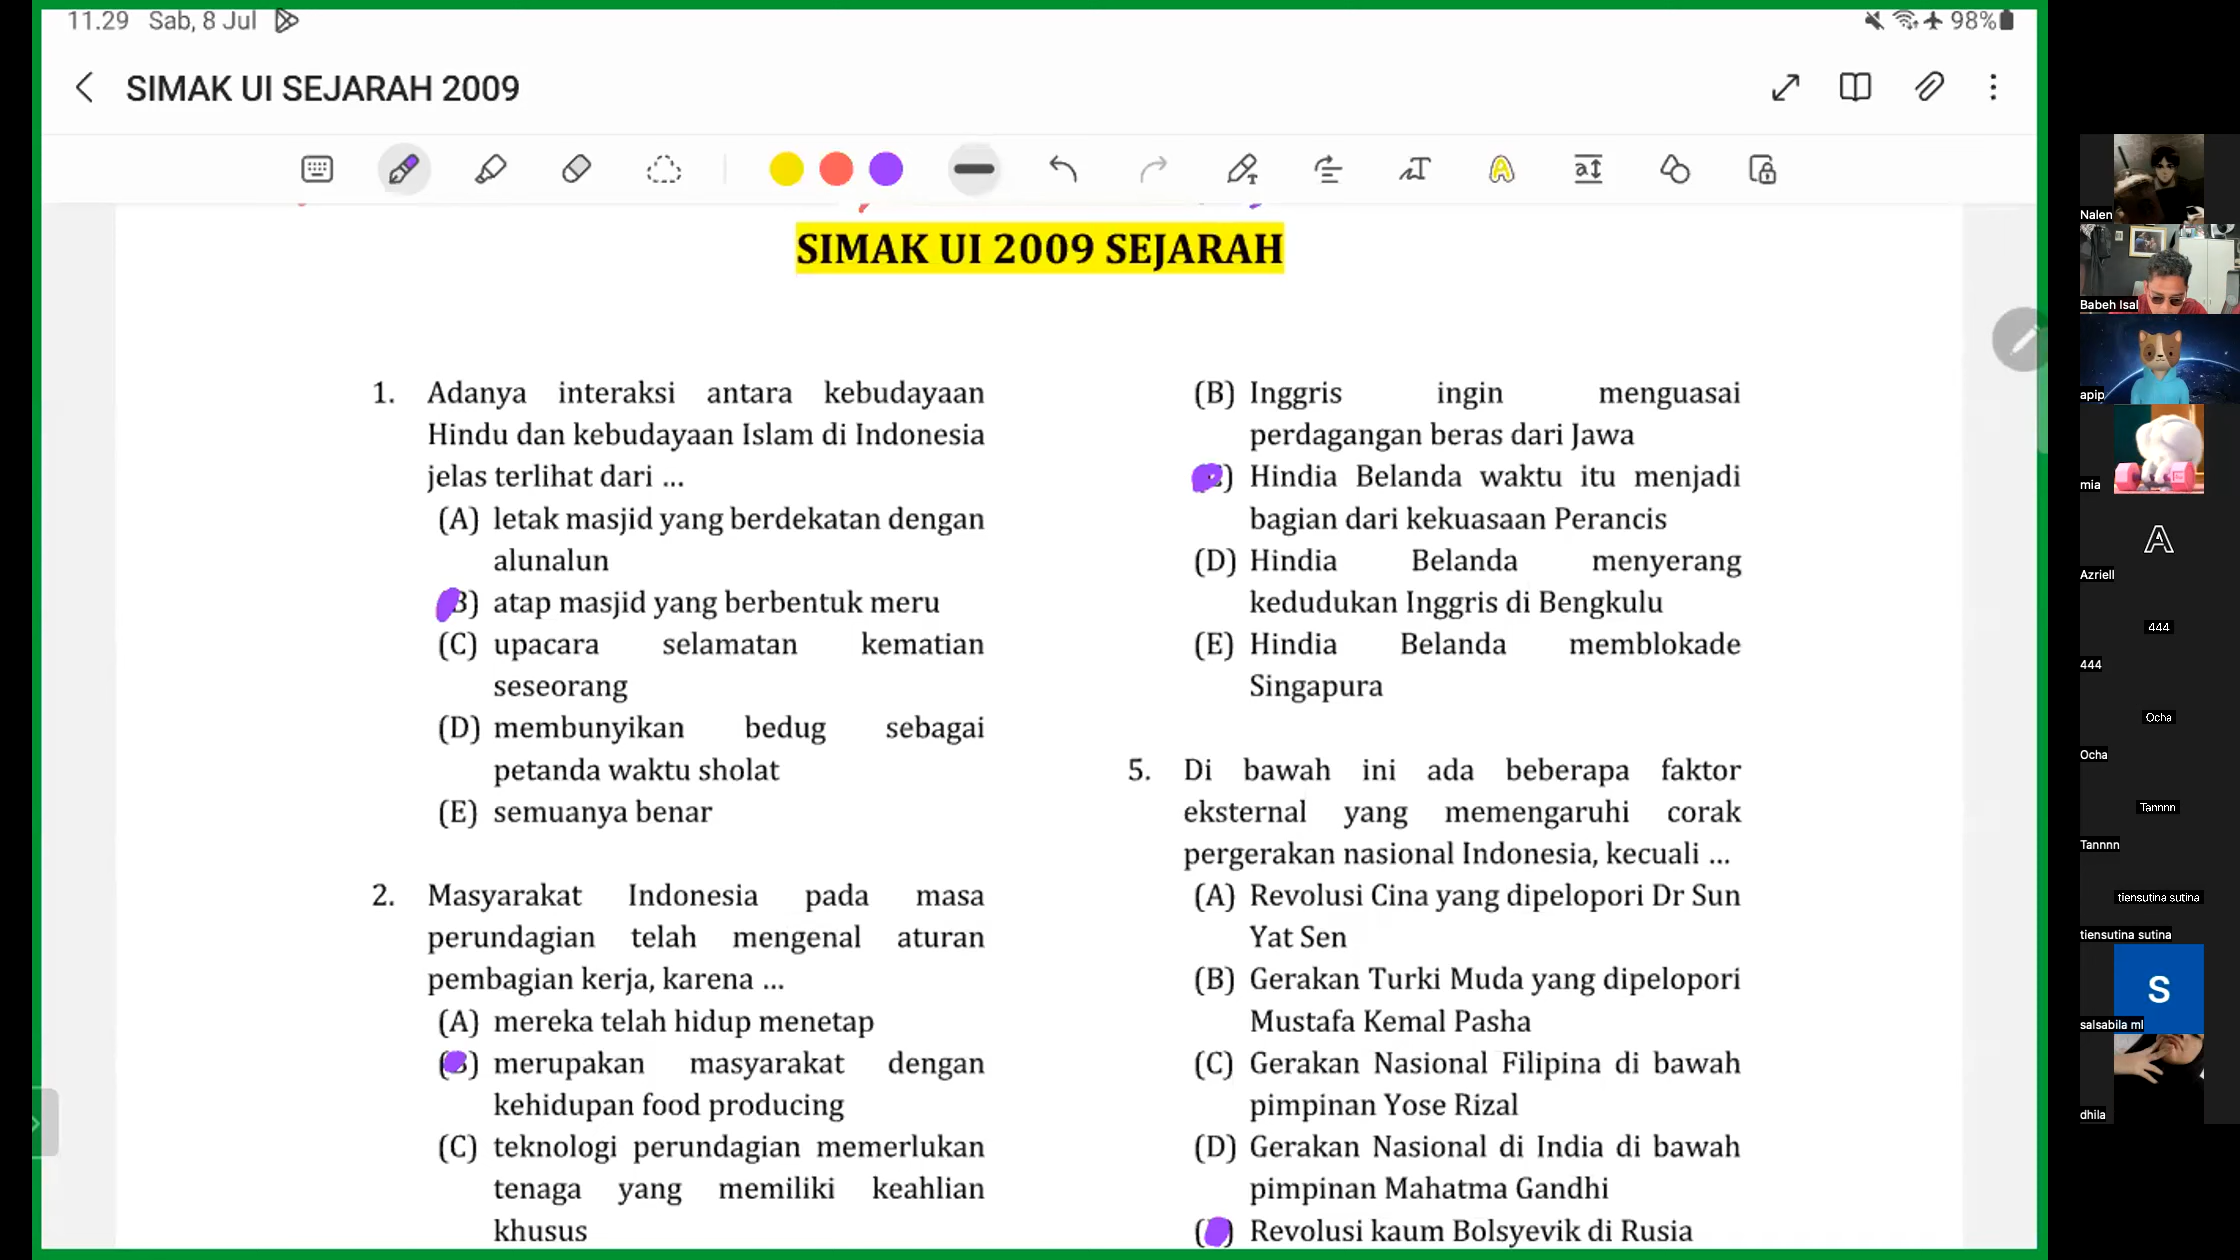 11.29 Sab, 8 Jul
98%
SIMAK UI SEJARAH 2009
SIMAK UI 2009 SEJARAH
1. Adanya interaksi antara kebudayaan
Hindu dan kebudayaan Islam di Indonesia
jelas terlihat dari ...
(A) letak masjid yang berdekatan dengan
alunalun
B) atap masjid yang berbentuk meru
(C) upacara selamatan kematian
seseorang
(D) membunyikan bedug sebagai
petanda waktu sholat
(E) semuanya benar
2. Masyarakat Indonesia pada masa
perundagian telah mengenal aturan
pembagian kerja, karena ...
(A) mereka telah hidup menetap
(B) merupakan masyarakat dengan
kehidupan food producing
(C) teknologi perundagian memerlukan
tenaga yang memiliki keahlian
khusus
(B) Inggris ingin menguasai
perdagangan beras dari Jawa
) Hindia Belanda waktu itu menjadi
bagian dari kekuasaan Perancis
(D) Hindia Belanda menyerang
kedudukan Inggris di Bengkulu
(E) Hindia Belanda memblokade
Singapura
5. Di bawah ini ada beberapa faktor
eksternal yang memengaruhi corak
pergerakan nasional Indonesia, kecuali ...
(A) Revolusi Cina yang dipelopori Dr Sun
Yat Sen
(B) Gerakan Turki Muda yang dipelopori
Mustafa Kemal Pasha
(C) Gerakan Nasional Filipina di bawah
pimpinan Yose Rizal
(D) Gerakan Nasional di India di bawah
pimpinan Mahatma Gandhi
( ) Revolusi kaum Bolsyevik di Rusia
Nalen
Babeh Isal
apip
mia
A
Azriell
444
444
Ocha
Ocha
Tannnn
Tannnn
tiensutina sutina
tiensutina sutina
S
salsabila ml
dhila